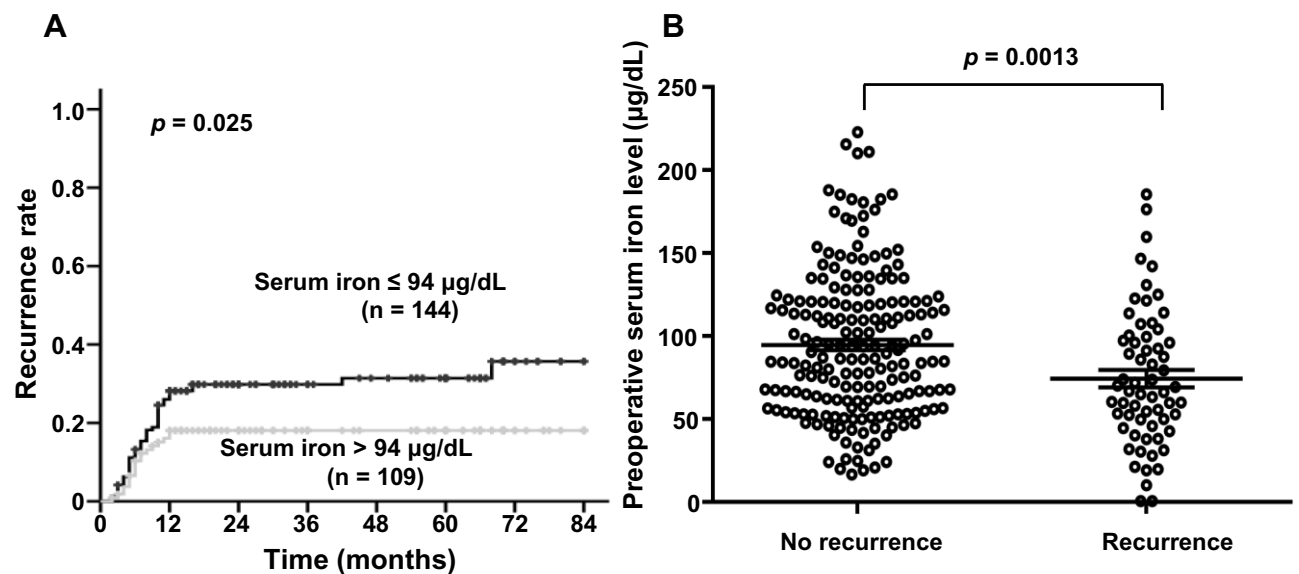 A
Recurrence rate
1.0
0.8
0.6
0.4
0.2
0
p = 0.025
Serum iron ≤ 94 µg/dL
(n = 144)
Serum iron > 94 µg/dL
(n = 109)
0 12 24 36 48 60 72 84
Time (months)
B
Preoperative serum iron level (µg/dL)
250
200
150
100
50
0
p = 0.0013
No recurrence Recurrence